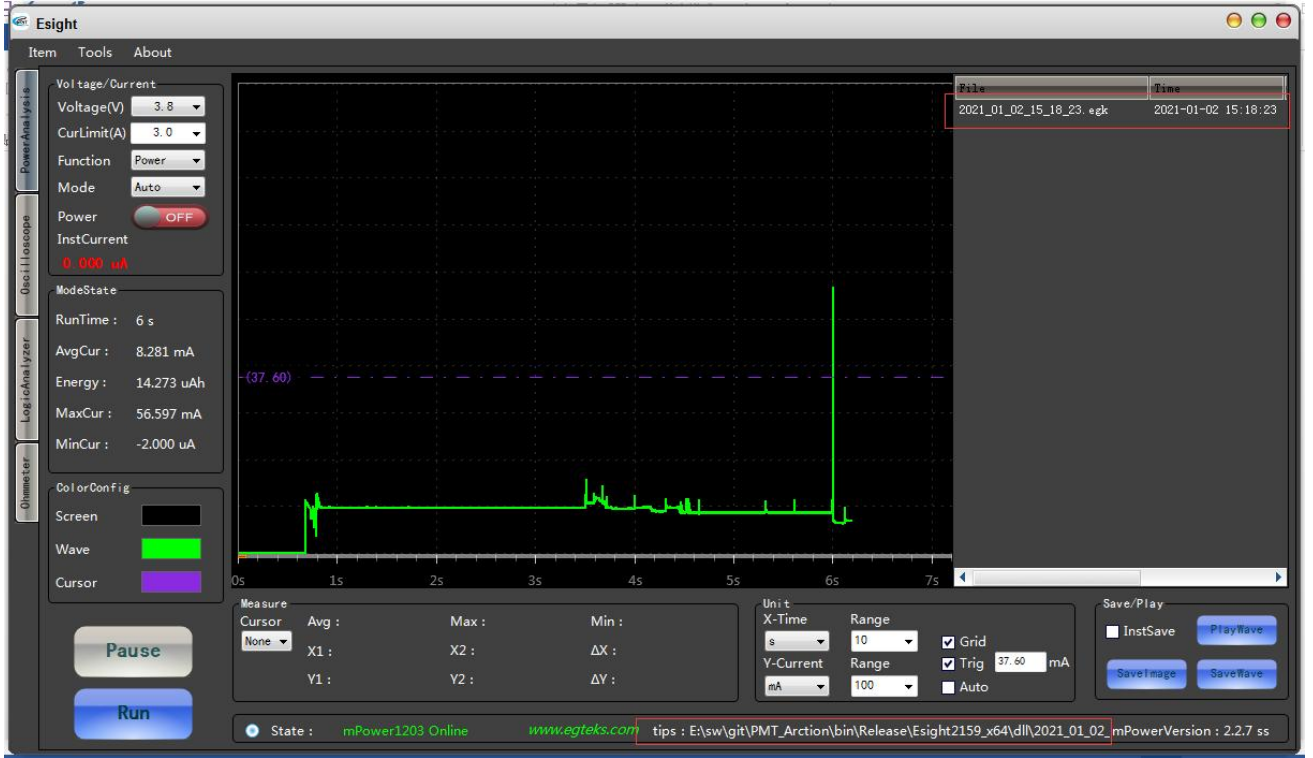 Esight
Item Tools About
PowerAnalysis
Oscilloscope
LogicAnalyzer
Ohmmeter
Voltage/Current
Voltage(V) 3.8
CurLimit(A) 3.0
Function Power
Mode Auto
Power OFF
InstCurrent
0.000 uA
ModeState
RunTime : 6 s
AvgCur : 8.281 mA
Energy : 14.273 uAh
MaxCur : 56.597 mA
MinCur : -2.000 uA
ColorConfig
Screen
Wave
Cursor
Pause
Run
(37.60)
0s 1s 2s 3s 4s 5s 6s 7s
File Time
2021_01_02_15_18_23.egk 2021-01-02 15:18:23
Measure
Cursor Avg : Max : Min :
None X1 : X2 : ΔX :
Y1 : Y2 : ΔY :
Unit
X-Time Range
s 10 Grid
Y-Current Range Trig 37.60 mA
mA 100 Auto
Save/Play
InstSave PlayWave
SaveImage SaveWave
State : mPower1203 Online www.egteks.com tips : E:\sw\git\PMT_Arction\bin\Release\Esight2159_x64\dll\2021_01_02_ mPowerVersion : 2.2.7 ss